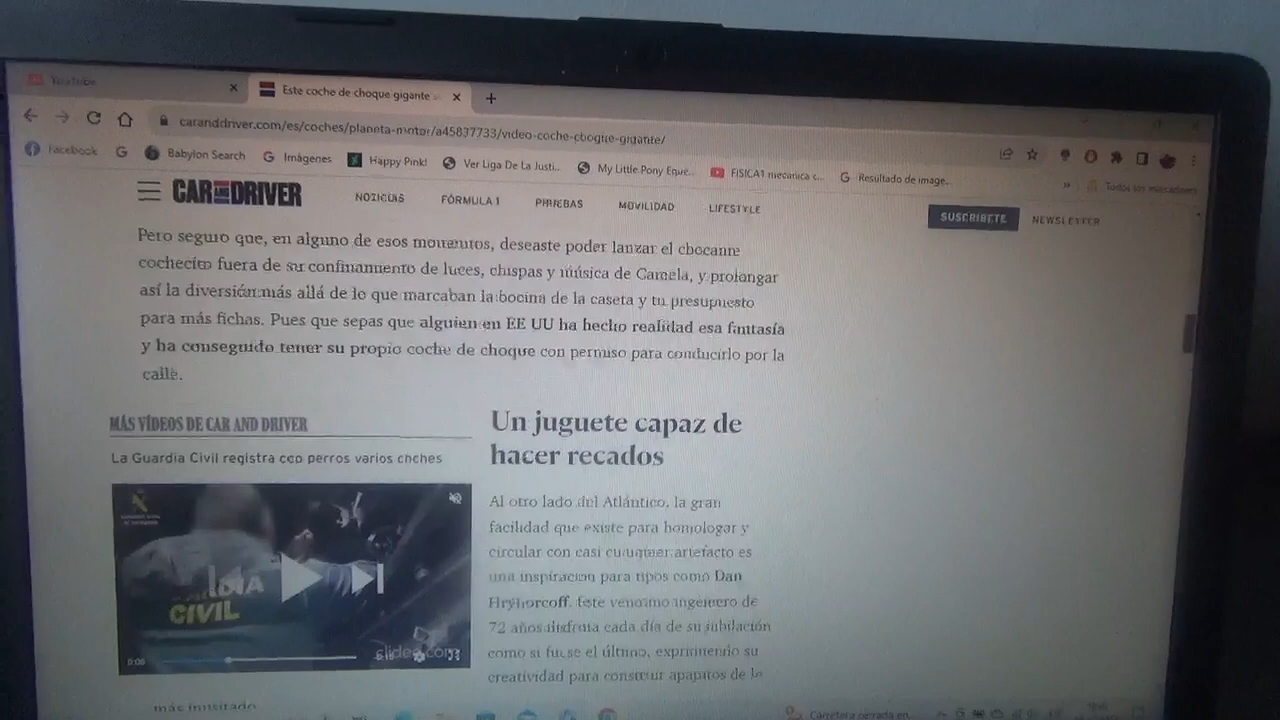 YouTube
Este coche de choque gigante
caranddriver.com/es/coches/planeta-motor/a45837733/video-coche-choque-gigante/
Facebook
Babylon Search
Imágenes
Happy Pink!
Ver Liga De La Justi...
My Little Pony Eque...
FISICA1 mecanica c...
Resultado de image...
»
Todos los marcadores
CAR AND DRIVER
NOTICIAS
FÓRMULA 1
PRUEBAS
MOVILIDAD
LIFESTYLE
SUSCRÍBETE
NEWSLETTER
Pero seguro que, en alguno de esos momentos, deseaste poder lanzar el chocante
cochecito fuera de su confinamiento de luces, chispas y música de Camela, y prolongar
así la diversión más allá de lo que marcaban la bocina de la caseta y tu presupuesto
para más fichas. Pues que sepas que alguien en EE UU ha hecho realidad esa fantasía
y ha conseguido tener su propio coche de choque con permiso para conducirlo por la
calle.
MÁS VÍDEOS DE CAR AND DRIVER
La Guardia Civil registra con perros varios coches
CIVIL
0:00
Un juguete capaz de
hacer recados
Al otro lado del Atlántico, la gran
facilidad que existe para homologar y
circular con casi cualquier artefacto es
una inspiración para tipos como Dan
Hryhorcoff. Este ingeniero de
72 años disfruta cada día de su jubilación
como si fuese el último, exprimiendo su
creatividad para construir aparatos de lo
más inusitado
Carretera cerrada en